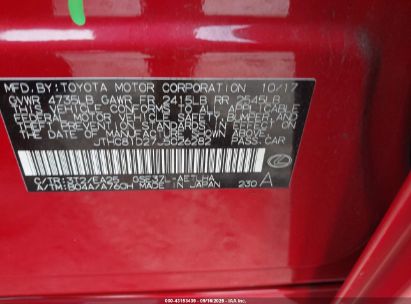 MFD.BY:TOYOTA MOTOR CORPORATION 10/17
GVWR 4735LB GAWR FR 2415LB RR 2545LB
THIS VEHICLE CONFORMS TO ALL APPLICABLE
FEDERAL MOTOR VEHICLE SAFETY, BUMPER, AND
THEFT PREVENTION STANDARDS IN EFFECT ON THE
DATE OF MANUFACTURE SHOWN ABOVE.
PASS.CAR
C/TR:3T2/EA25 GSE37L-AETLHA
A/TM:B04A/A760H MADE IN JAPAN 230 A